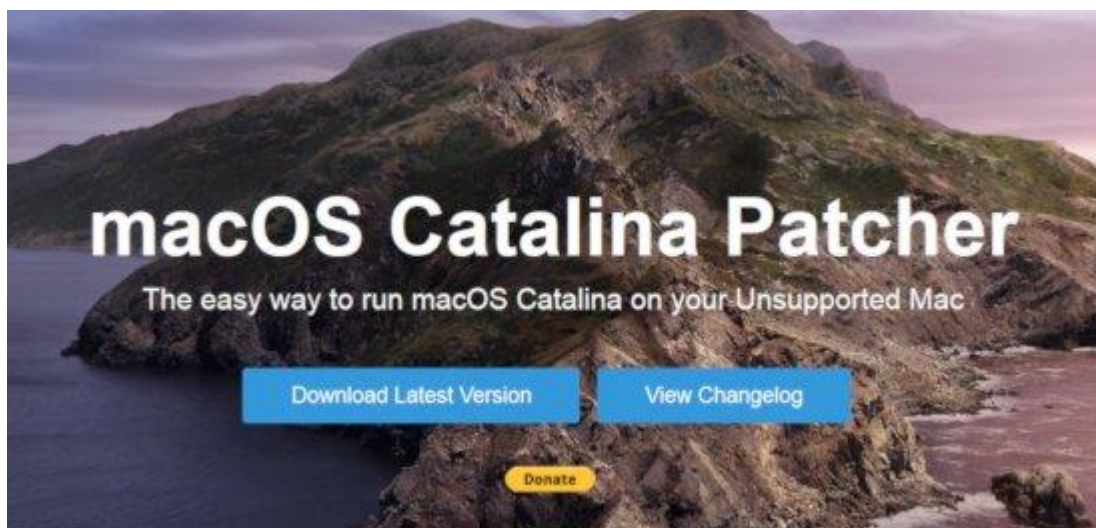 macOS Catalina Patcher
The easy way to run macOS Catalina on your Unsupported Mac
Download Latest Version
View Changelog
Donate